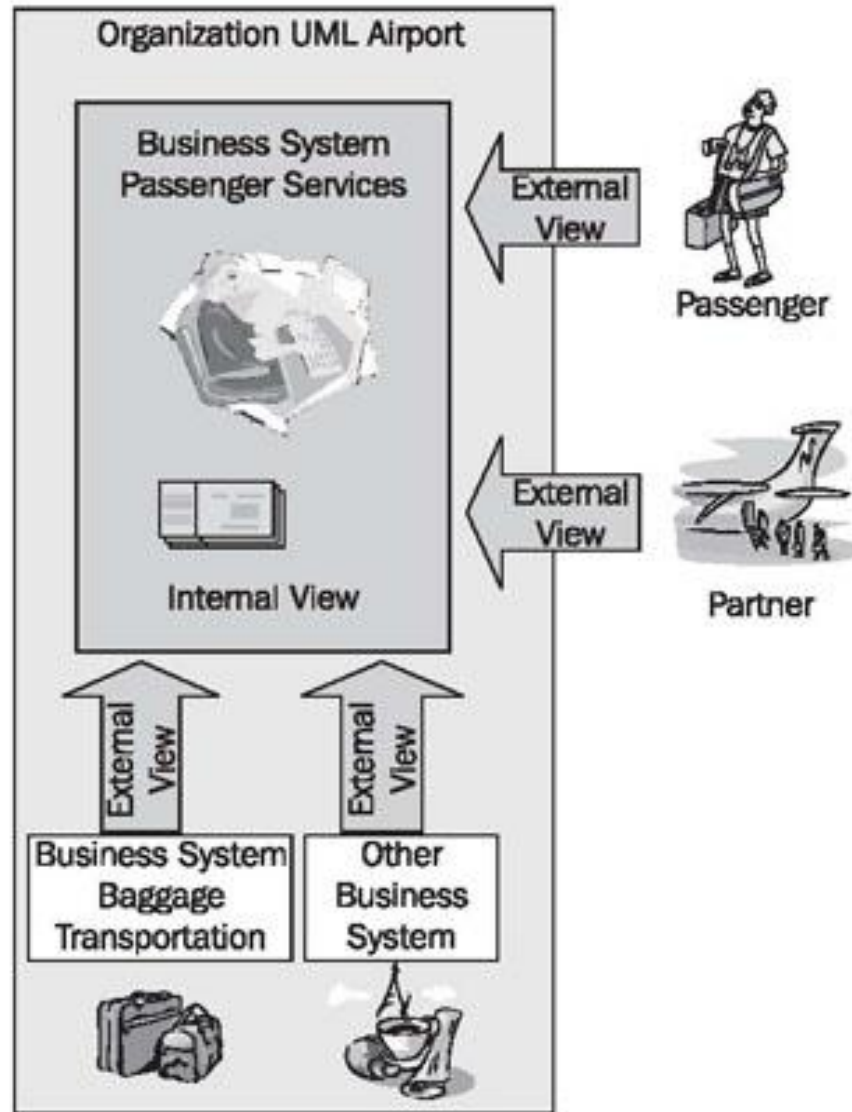 Organization UML Airport
Business System
Passenger Services
External
View
Passenger
External
View
Partner
Internal View
External
View
External
View
Business System
Baggage
Transportation
Other
Business
System